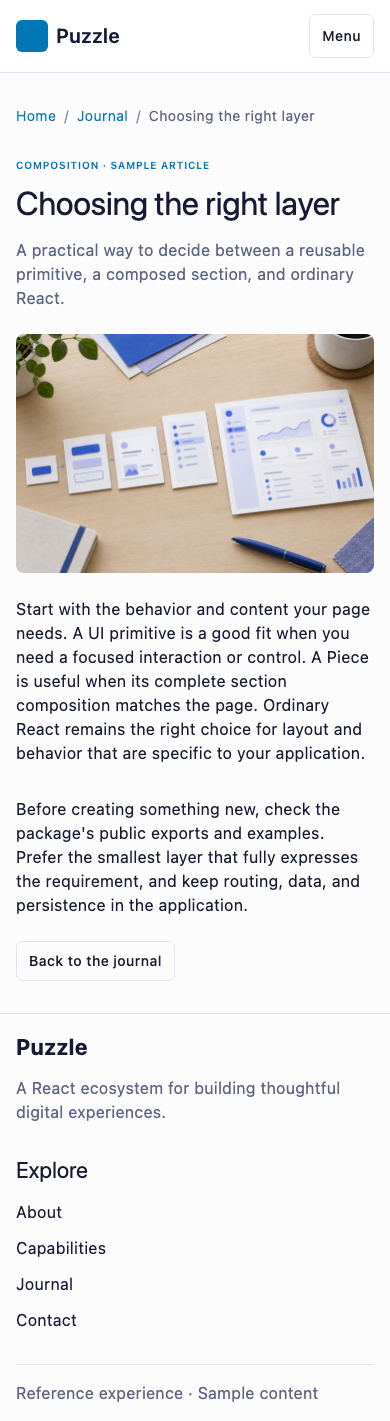 Puzzle
Menu
Home / Journal / Choosing the right layer
COMPOSITION · SAMPLE ARTICLE
Choosing the right layer
A practical way to decide between a reusable
primitive, a composed section, and ordinary
React.
Start with the behavior and content your page
needs. A UI primitive is a good fit when you
need a focused interaction or control. A Piece
is useful when its complete section
composition matches the page. Ordinary
React remains the right choice for layout and
behavior that are specific to your application.
Before creating something new, check the
package's public exports and examples.
Prefer the smallest layer that fully expresses
the requirement, and keep routing, data, and
persistence in the application.
Back to the journal
Puzzle
A React ecosystem for building thoughtful
digital experiences.
Explore
About
Capabilities
Journal
Contact
Reference experience · Sample content